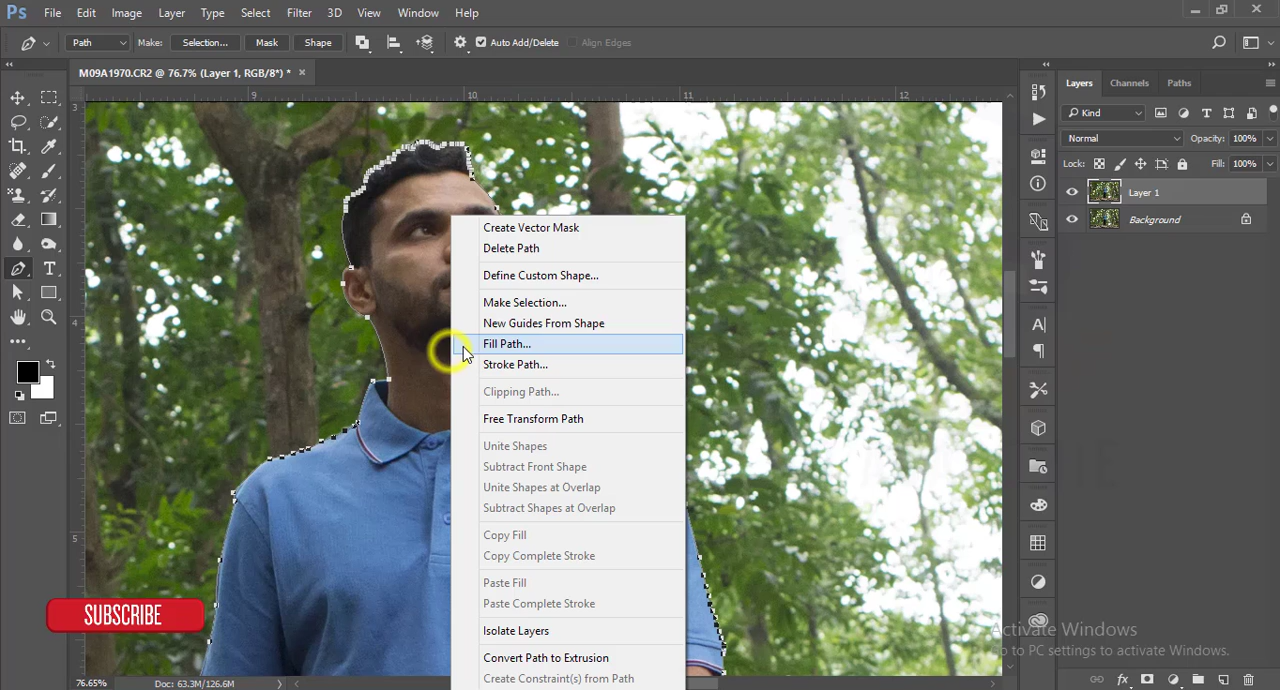 Ps File Edit Image Layer Type Select Filter 3D View Window Help
Path Make: Selection... Mask Shape Auto Add/Delete Align Edges
M09A1970.CR2 @ 76.7% (Layer 1, RGB/8*) *
Layers Channels Paths
9 10 11 12
3
4
5
Kind
Normal Opacity: 100%
Lock: Fill: 100%
Layer 1
Background
Create Vector Mask
Delete Path
Define Custom Shape...
Make Selection...
New Guides From Shape
Fill Path...
Stroke Path...
Clipping Path...
Free Transform Path
Unite Shapes
Subtract Front Shape
Unite Shapes at Overlap
Subtract Shapes at Overlap
Copy Fill
Copy Complete Stroke
Paste Fill
Paste Complete Stroke
Isolate Layers
Convert Path to Extrusion
Create Constraint(s) from Path
SUBSCRIBE
Activate Windows
Go to PC settings to activate Windows.
76.65% Doc: 63.3M/126.6M